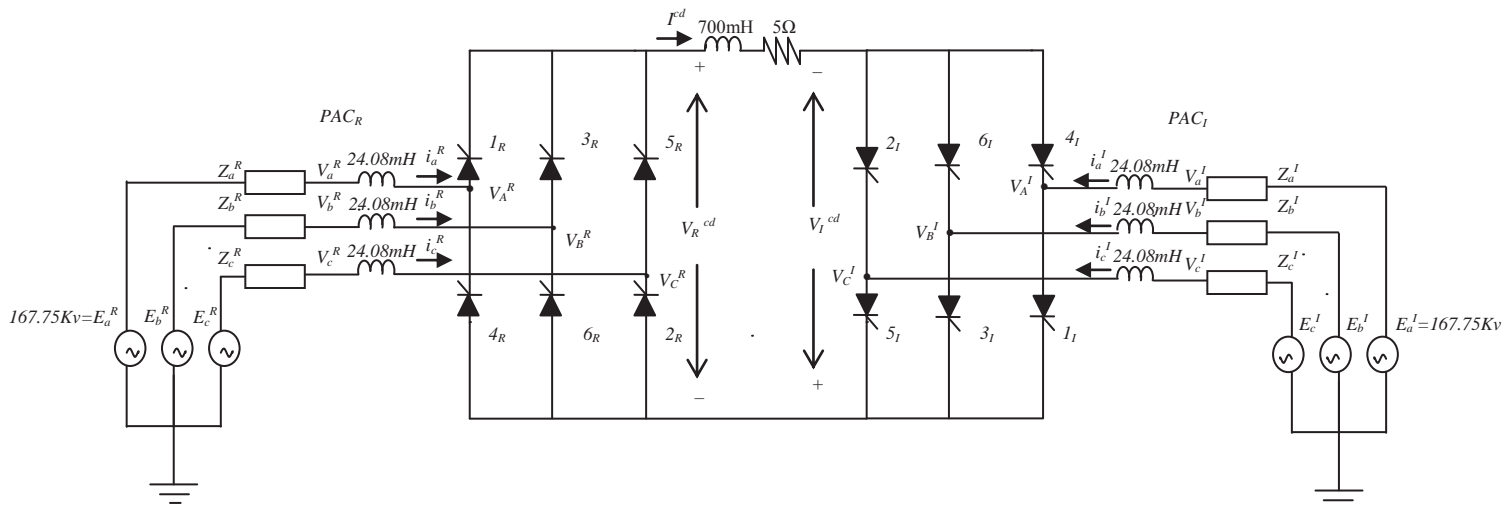 I^cd
700mH 5Ω
+ −
PAC_R PAC_I
1_R 3_R 5_R 2_I 6_I 4_I
Z_a^R V_a^R 24.08mH i_a^R
V_A^R
Z_b^R V_b^R 24.08mH i_b^R
V_B^R
Z_c^R V_c^R 24.08mH i_c^R
V_C^R
V_R^cd V_I^cd
i_a^I 24.08mH V_a^I Z_a^I
V_A^I
i_b^I 24.08mH V_b^I Z_b^I
V_B^I
i_c^I 24.08mH V_c^I Z_c^I
V_C^I
167.75Kv=E_a^R E_b^R E_c^R
4_R 6_R 2_R 5_I 3_I 1_I
E_c^I E_b^I E_a^I=167.75Kv
− +